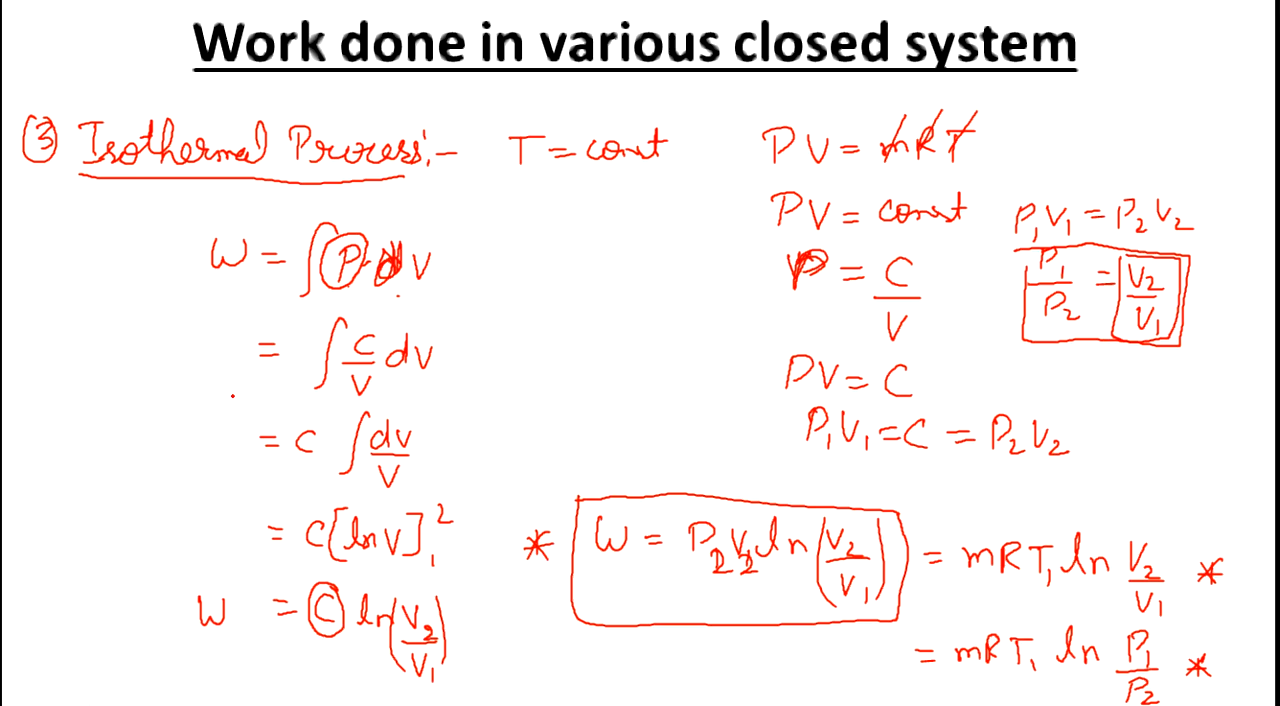 Work done in various closed system
③ Isothermal Process:- T = const
W = ∫ P dV
= ∫ C/V dV
= C ∫ dV/V
= C[ln V]₁²
W = C ln(V₂/V₁)
PV = mRT
PV = const
P = C/V
PV = C
P₁V₁ = C = P₂V₂
P₁V₁ = P₂V₂
P₁/P₂ = V₂/V₁
* W = P₂V₂ ln(V₂/V₁) = mRT₁ ln V₂/V₁ *
= mRT₁ ln P₁/P₂ *